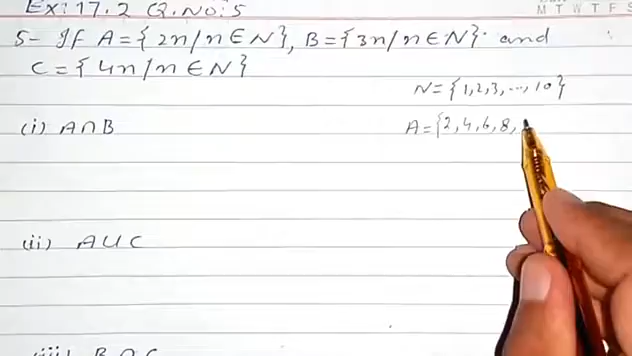 Ex: 17.2 Q.No: 5
M T W T F S
5- If A = {2n/n ∈ N}, B = {3n/n ∈ N} and
C = {4n/n ∈ N}
N = {1,2,3,...,10}
(i) A∩B
A = {2,4,6,8,
(ii) A∪C
(iii) B∩C